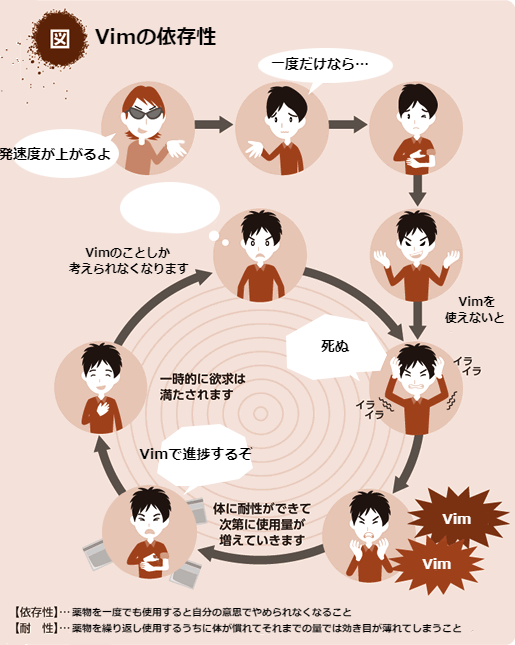 図
Vimの依存性
一度だけなら…
発速度が上がるよ
Vimのことしか
考えられなくなります
Vimを
使えないと
死ぬ
イラ
イラ
イラ
イラ
一時的に欲求は
満たされます
Vimで進捗するぞ
体に耐性ができて
次第に使用量が
増えていきます
Vim
Vim
【依存性】…薬物を一度でも使用すると自分の意思でやめられなくなること
【耐　性】…薬物を繰り返し使用するうちに体が慣れてそれまでの量では効き目が薄れてしまうこと